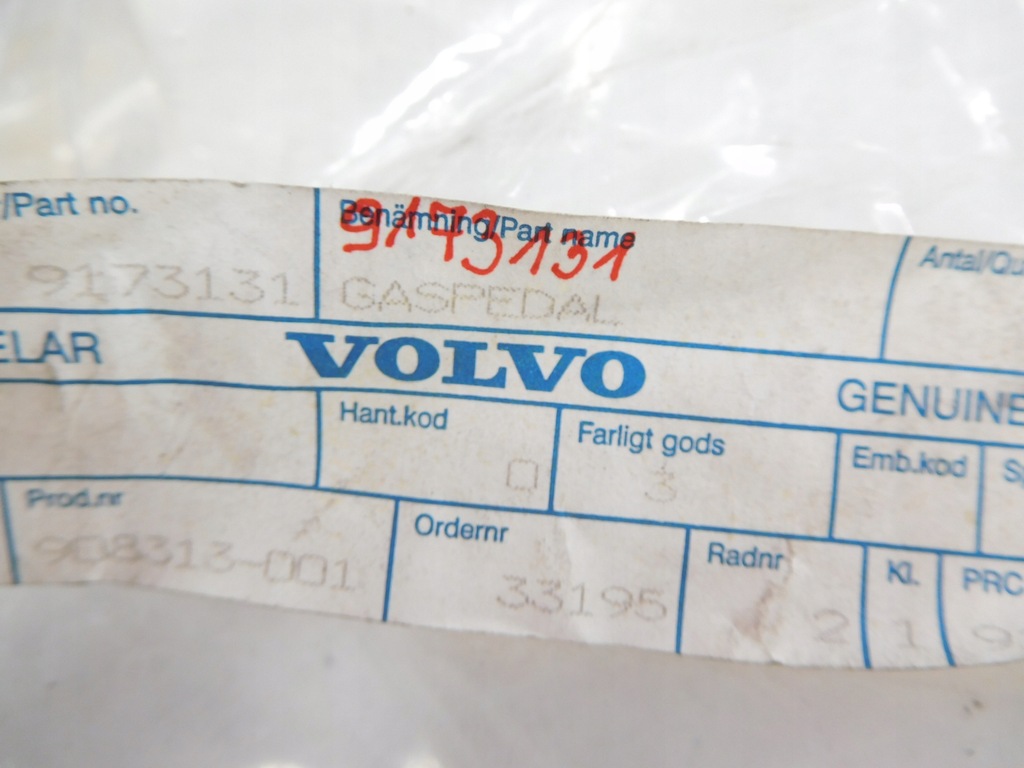 /Part no.
Benämning/Part name
Antal/Qu
9173131
9173131
GASPEDAL
ELAR
VOLVO
GENUINE
Hant.kod
Farligt gods
Emb.kod
0
3
Prod.nr
Ordernr
Radnr
Kl.
PRC
908313-001
33195
2
1